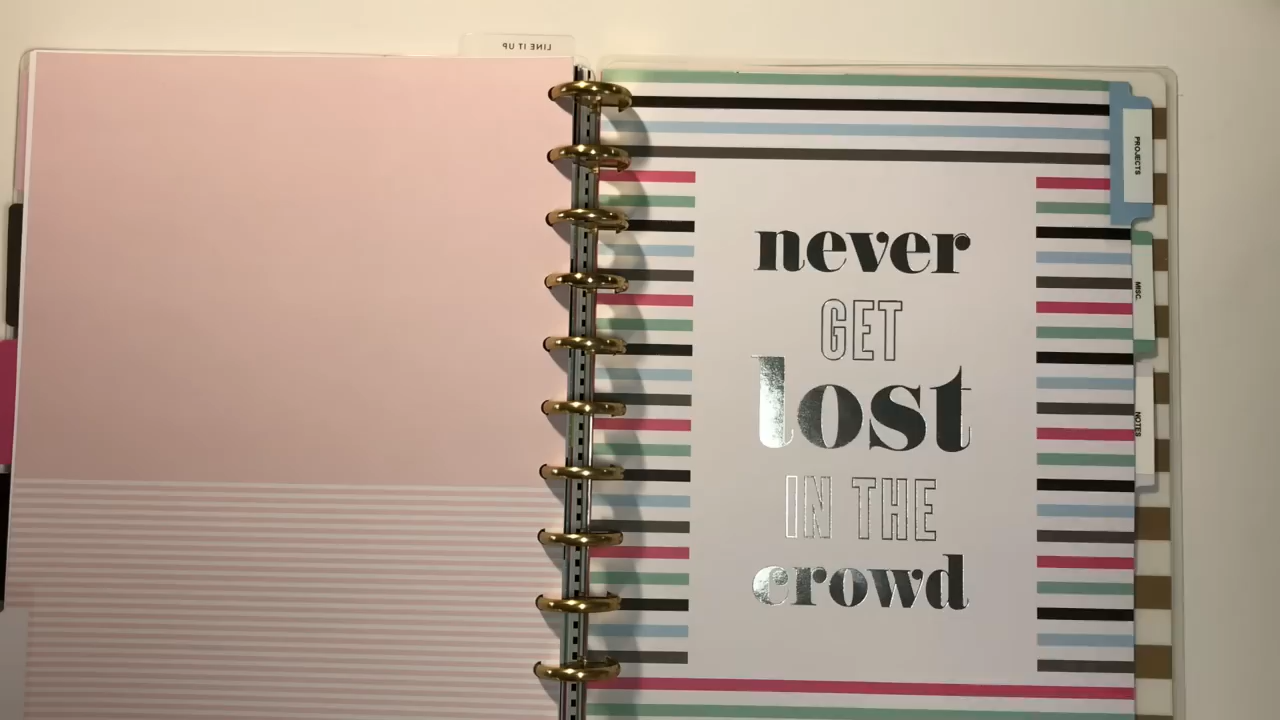 LINE IT UP
never
GET
lost
IN THE
crowd
PROJECTS
MISC.
NOTES